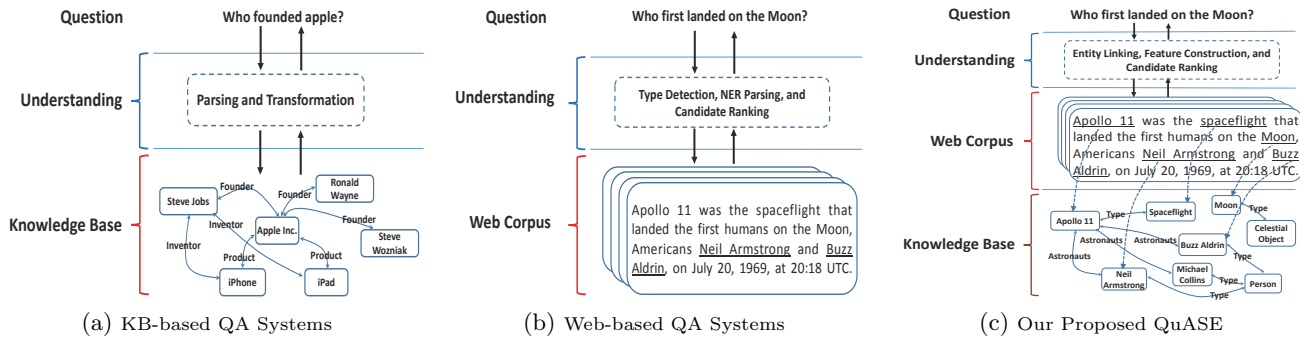 Question
Who founded apple?
Understanding
Parsing and Transformation
Knowledge Base
Steve Jobs
Founder
Founder
Ronald
Wayne
Inventor
Apple Inc.
Founder
Steve
Wozniak
Inventor
Product
Product
iPhone
iPad
(a) KB-based QA Systems
Question
Who first landed on the Moon?
Understanding
Type Detection, NER Parsing, and
Candidate Ranking
Web Corpus
Apollo 11 was the spaceflight that
landed the first humans on the Moon,
Americans Neil Armstrong and Buzz
Aldrin, on July 20, 1969, at 20:18 UTC.
(b) Web-based QA Systems
Question
Who first landed on the Moon?
Understanding
Entity Linking, Feature Construction, and
Candidate Ranking
Web Corpus
Apollo 11 was the spaceflight that
landed the first humans on the Moon,
Americans Neil Armstrong and Buzz
Aldrin, on July 20, 1969, at 20:18 UTC.
Knowledge Base
Apollo 11
Type
Spaceflight
Moon
Celestial
Object
Astronauts
Astronauts
Buzz Aldrin
Type
Astronauts
Neil
Armstrong
Michael
Collins
Type
Person
Type
(c) Our Proposed QuASE